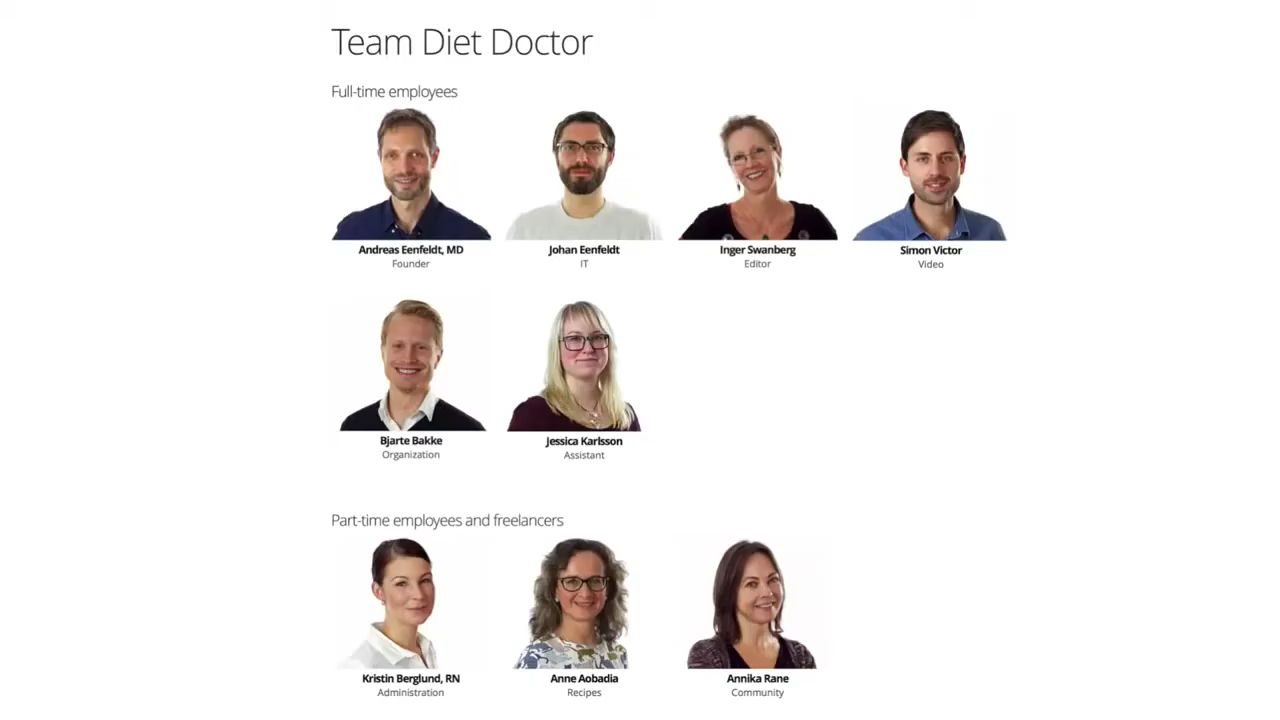 Team Diet Doctor
Full-time employees
Andreas Eenfeldt, MD
Founder
Johan Eenfeldt
IT
Inger Swanberg
Editor
Simon Victor
Video
Bjarte Bakke
Organization
Jessica Karlsson
Assistant
Part-time employees and freelancers
Kristin Berglund, RN
Administration
Anne Aobadia
Recipes
Annika Rane
Community